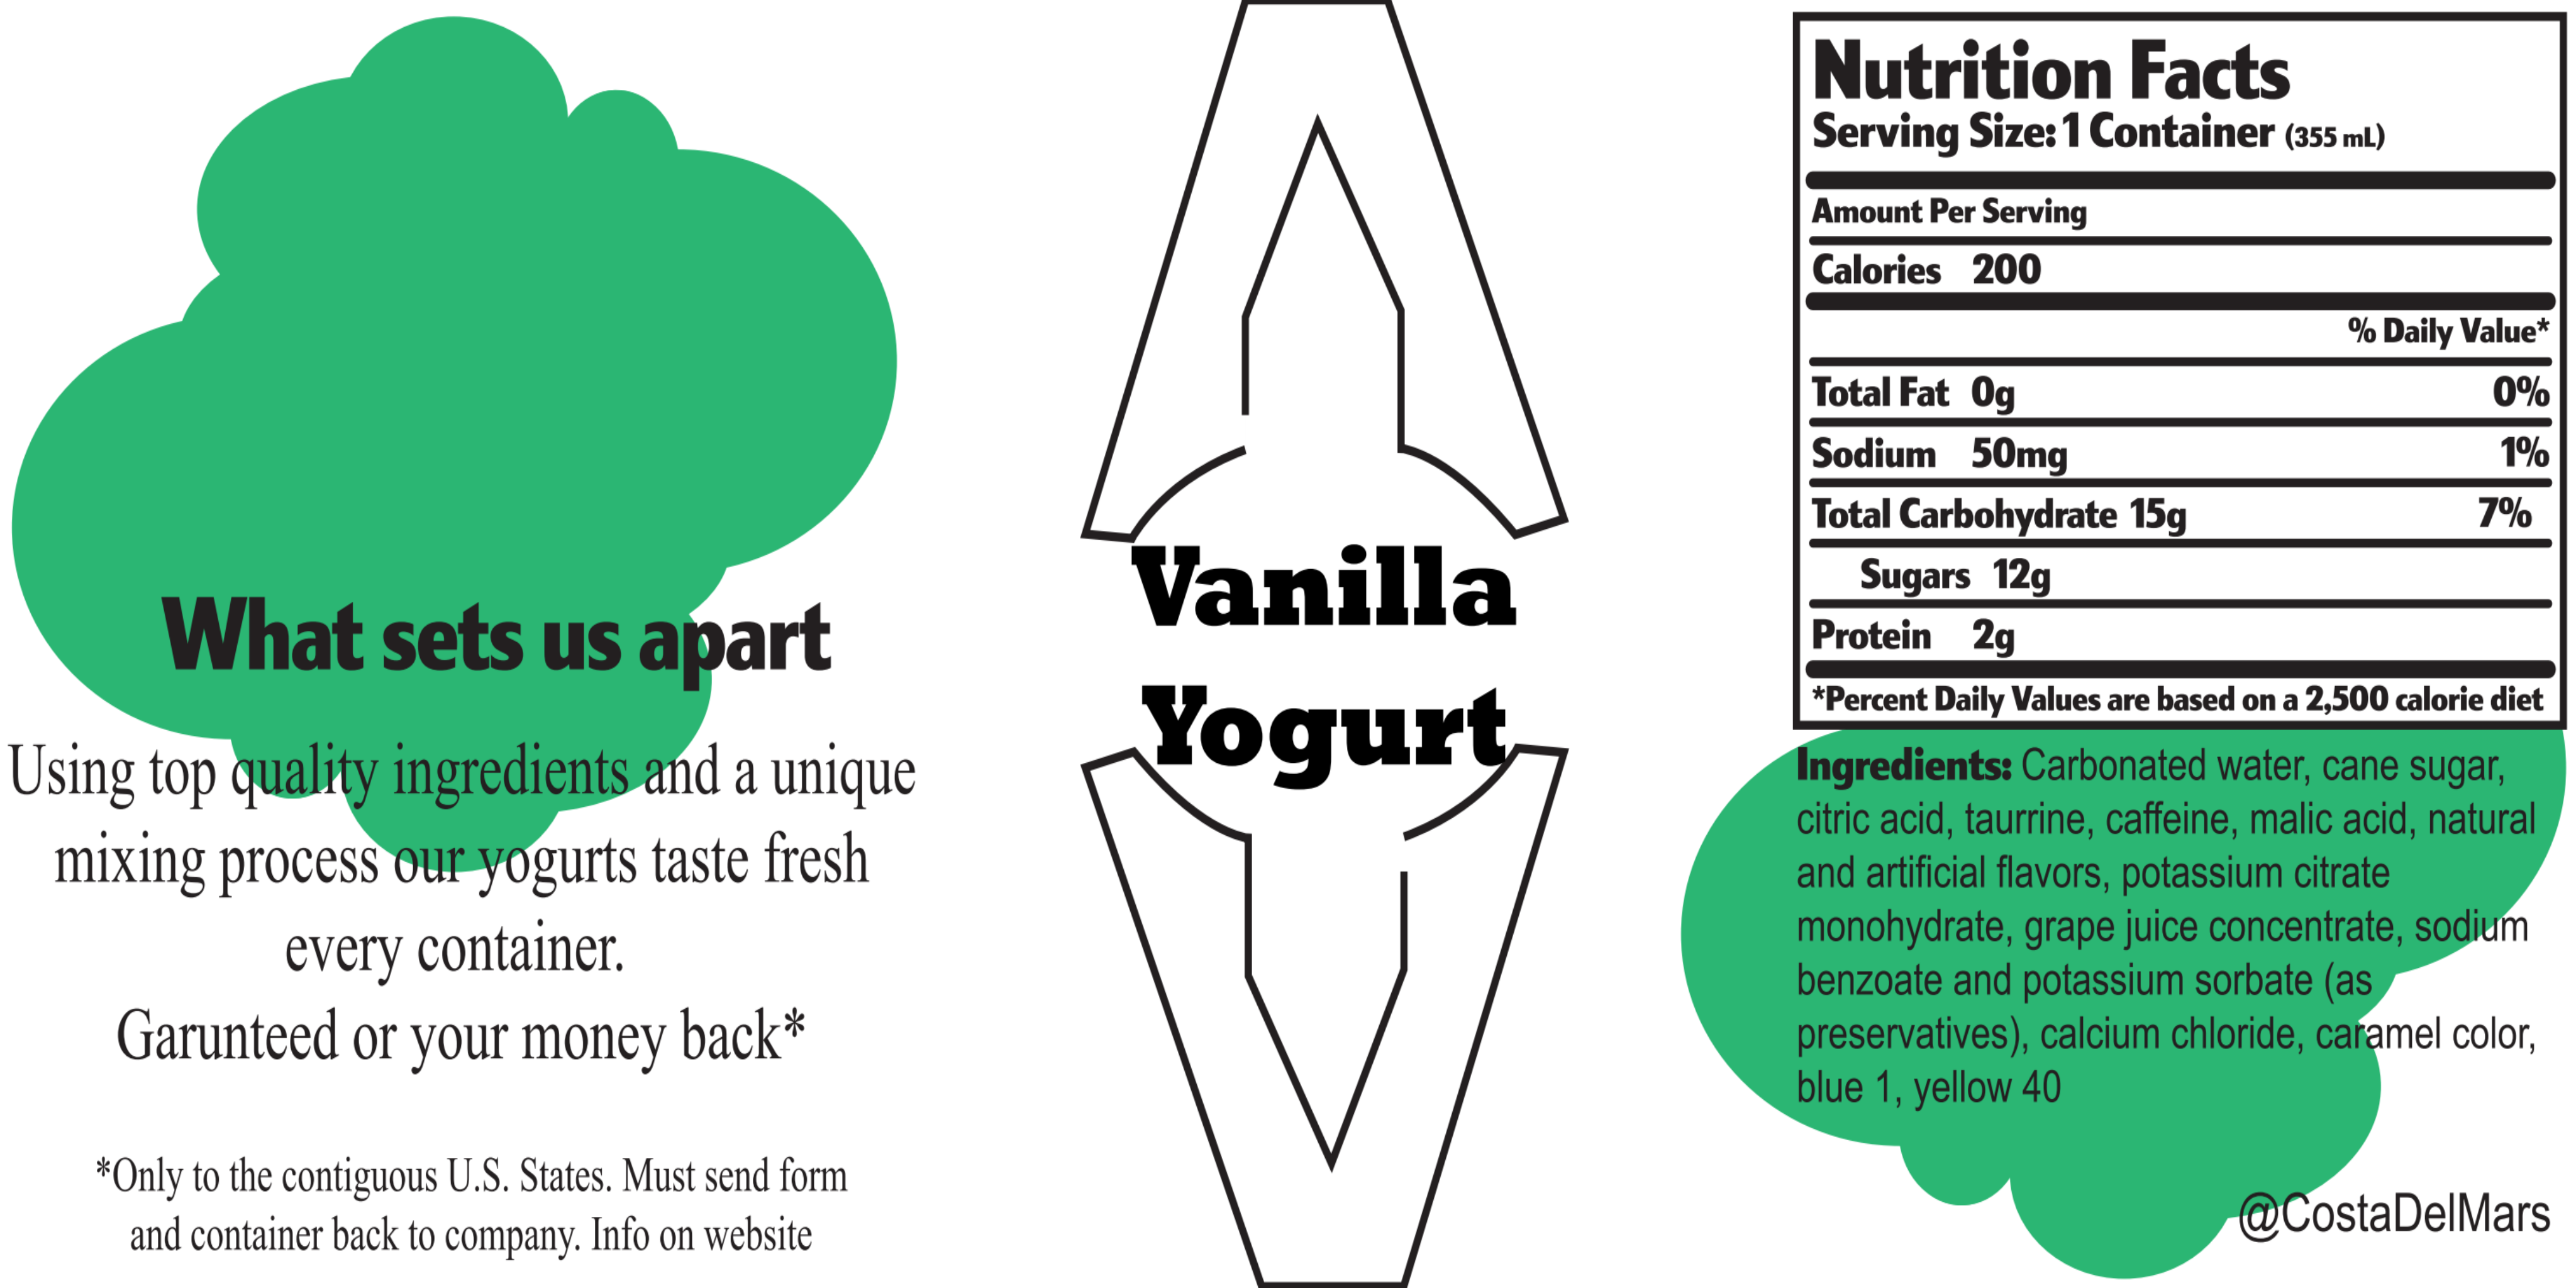 What sets us apart
Using top quality ingredients and a unique
mixing process our yogurts taste fresh
every container.
Garunteed or your money back*
*Only to the contiguous U.S. States. Must send form
and container back to company. Info on website
Vanilla
Yogurt
Nutrition Facts
Serving Size: 1 Container (355 mL)
Amount Per Serving
Calories 200
% Daily Value*
Total Fat 0g 0%
Sodium 50mg 1%
Total Carbohydrate 15g 7%
Sugars 12g
Protein 2g
*Percent Daily Values are based on a 2,500 calorie diet
Ingredients: Carbonated water, cane sugar,
citric acid, taurrine, caffeine, malic acid, natural
and artificial flavors, potassium citrate
monohydrate, grape juice concentrate, sodium
benzoate and potassium sorbate (as
preservatives), calcium chloride, caramel color,
blue 1, yellow 40
@CostaDelMars